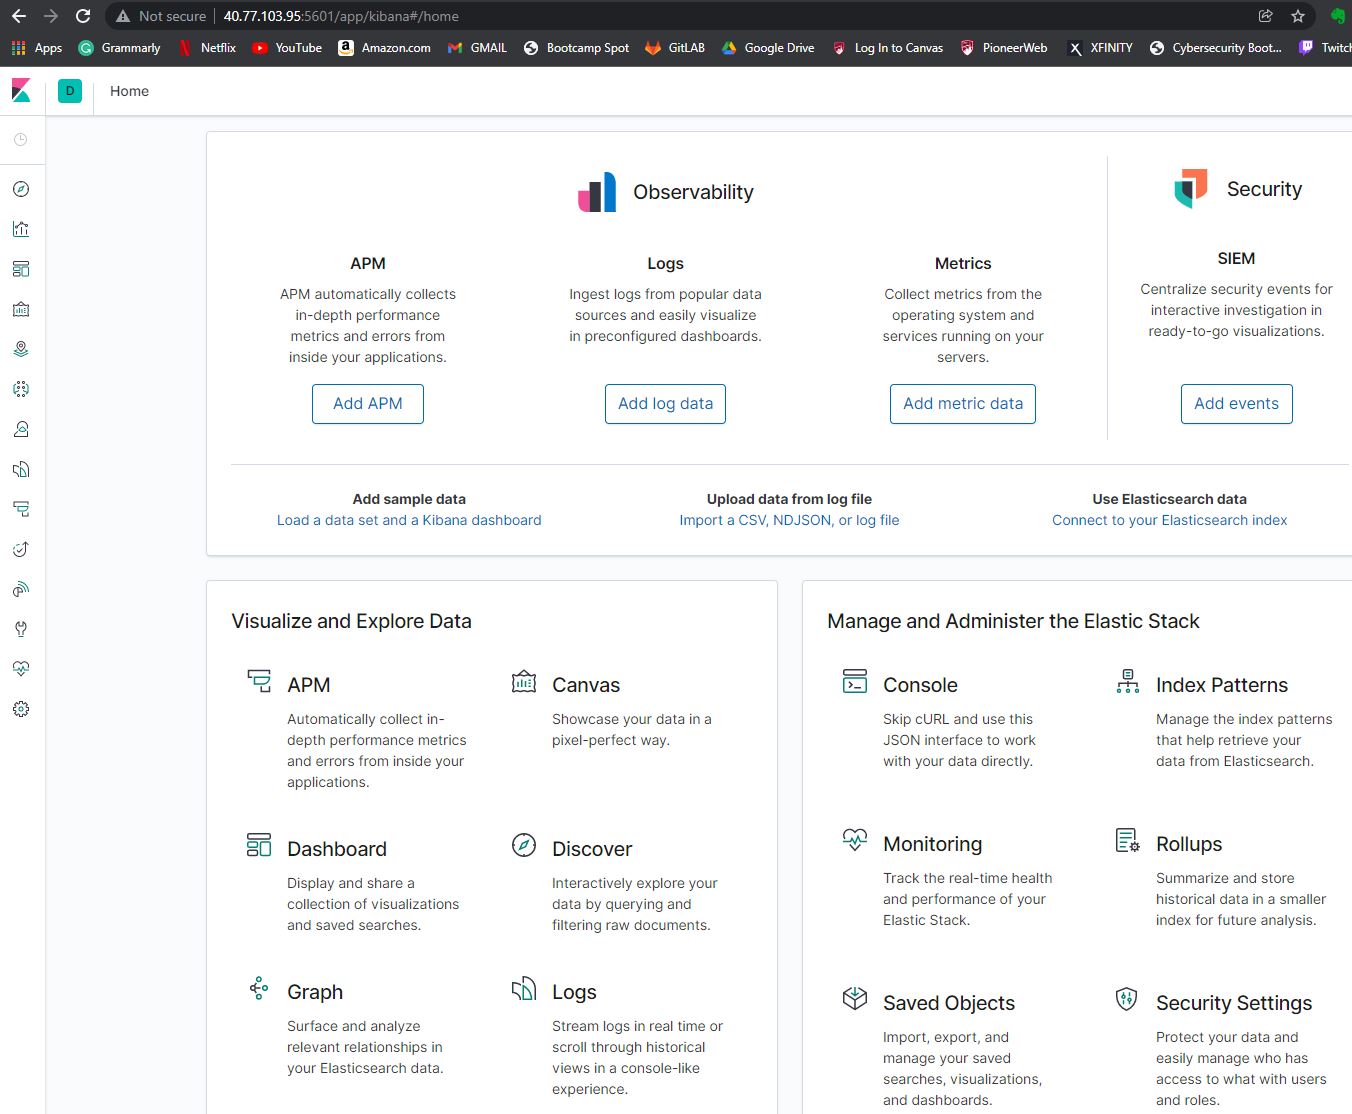 Not secure | 40.77.103.95:5601/app/kibana#/home
Apps Grammarly Netflix YouTube Amazon.com GMAIL Bootcamp Spot GitLAB Google Drive Log In to Canvas PioneerWeb XFINITY Cybersecurity Boot... Twitch
D Home
Observability
Security
APM
Logs
Metrics
SIEM
APM automatically collects
in-depth performance
metrics and errors from
inside your applications.
Ingest logs from popular data
sources and easily visualize
in preconfigured dashboards.
Collect metrics from the
operating system and
services running on your
servers.
Centralize security events for
interactive investigation in
ready-to-go visualizations.
Add APM
Add log data
Add metric data
Add events
Add sample data
Load a data set and a Kibana dashboard
Upload data from log file
Import a CSV, NDJSON, or log file
Use Elasticsearch data
Connect to your Elasticsearch index
Visualize and Explore Data
APM
Automatically collect in-
depth performance metrics
and errors from inside your
applications.
Canvas
Showcase your data in a
pixel-perfect way.
Dashboard
Display and share a
collection of visualizations
and saved searches.
Discover
Interactively explore your
data by querying and
filtering raw documents.
Graph
Surface and analyze
relevant relationships in
your Elasticsearch data.
Logs
Stream logs in real time or
scroll through historical
views in a console-like
experience.
Manage and Administer the Elastic Stack
Console
Skip cURL and use this
JSON interface to work
with your data directly.
Index Patterns
Manage the index patterns
that help retrieve your
data from Elasticsearch.
Monitoring
Track the real-time health
and performance of your
Elastic Stack.
Rollups
Summarize and store
historical data in a smaller
index for future analysis.
Saved Objects
Import, export, and
manage your saved
searches, visualizations,
and dashboards.
Security Settings
Protect your data and
easily manage who has
access to what with users
and roles.